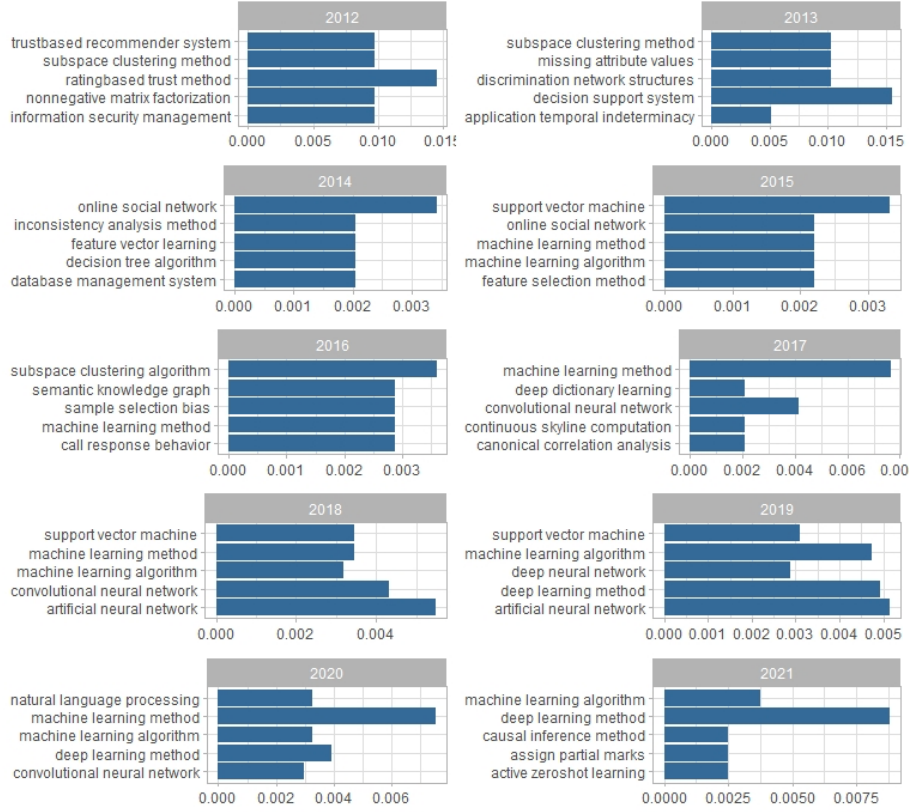 2012
trustbased recommender system
subspace clustering method
ratingbased trust method
nonnegative matrix factorization
information security management
0.000 0.005 0.010 0.015
2013
subspace clustering method
missing attribute values
discrimination network structures
decision support system
application temporal indeterminacy
0.000 0.005 0.010 0.015
2014
online social network
inconsistency analysis method
feature vector learning
decision tree algorithm
database management system
0.000 0.001 0.002 0.003
2015
support vector machine
online social network
machine learning method
machine learning algorithm
feature selection method
0.000 0.001 0.002 0.003
2016
subspace clustering algorithm
semantic knowledge graph
sample selection bias
machine learning method
call response behavior
0.000 0.001 0.002 0.003
2017
machine learning method
deep dictionary learning
convolutional neural network
continuous skyline computation
canonical correlation analysis
0.000 0.002 0.004 0.006 0.00
2018
support vector machine
machine learning method
machine learning algorithm
convolutional neural network
artificial neural network
0.000 0.002 0.004
2019
support vector machine
machine learning algorithm
deep neural network
deep learning method
artificial neural network
0.000 0.001 0.002 0.003 0.004 0.005
2020
natural language processing
machine learning method
machine learning algorithm
deep learning method
convolutional neural network
0.000 0.002 0.004 0.006
2021
machine learning algorithm
deep learning method
causal inference method
assign partial marks
active zeroshot learning
0.000 0.0025 0.0050 0.0075